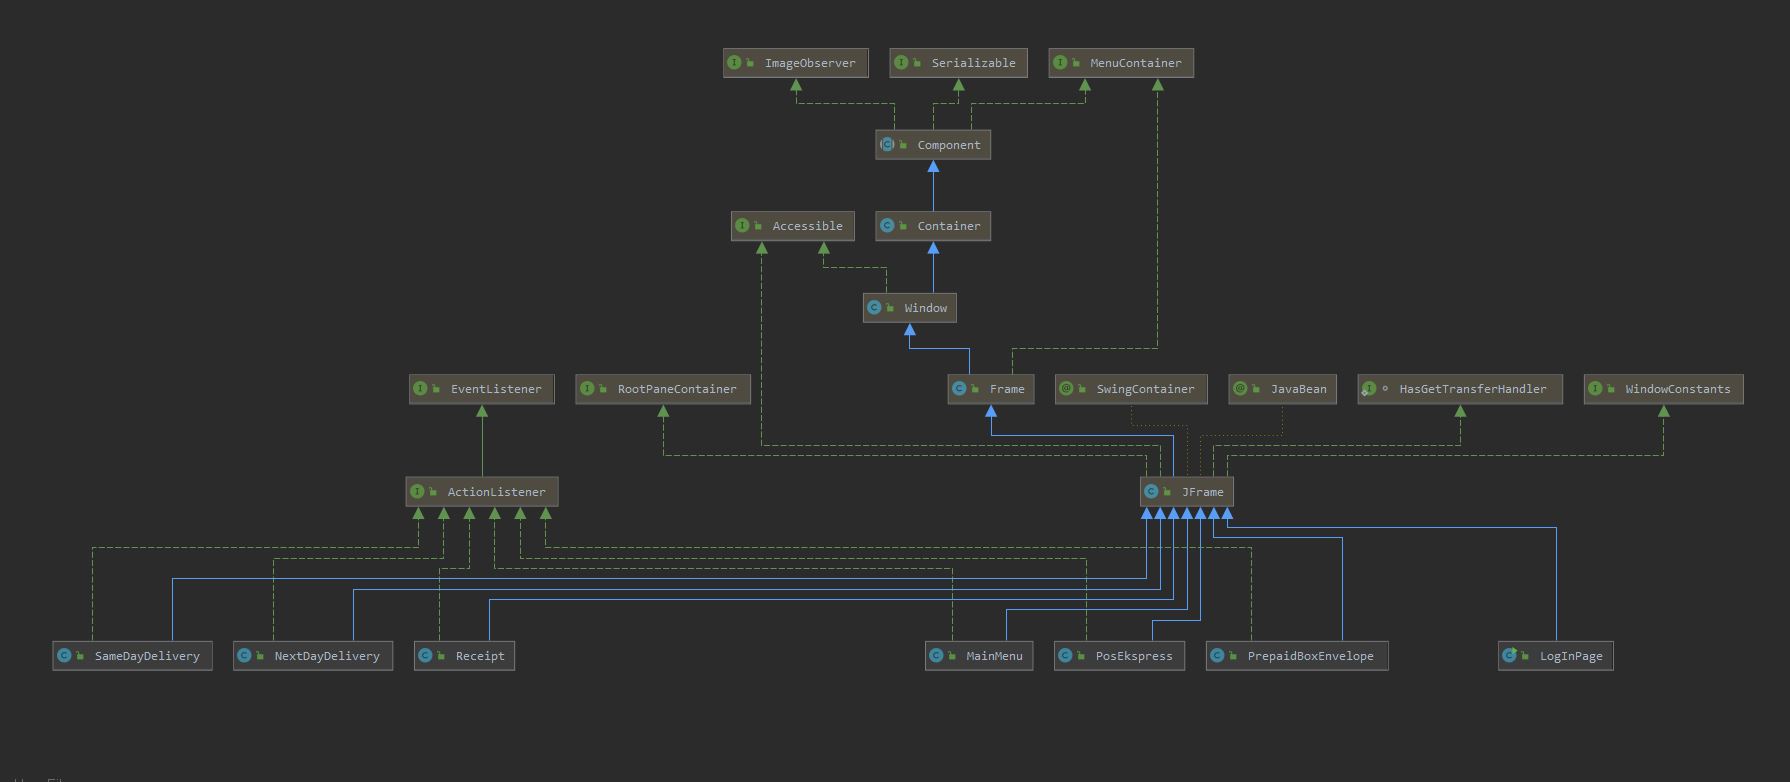 ImageObserver Serializable MenuContainer
Component
Accessible Container
Window
EventListener RootPaneContainer Frame SwingContainer JavaBean HasGetTransferHandler WindowConstants
ActionListener JFrame
SameDayDelivery NextDayDelivery Receipt MainMenu PosEkspress PrepaidBoxEnvelope LogInPage